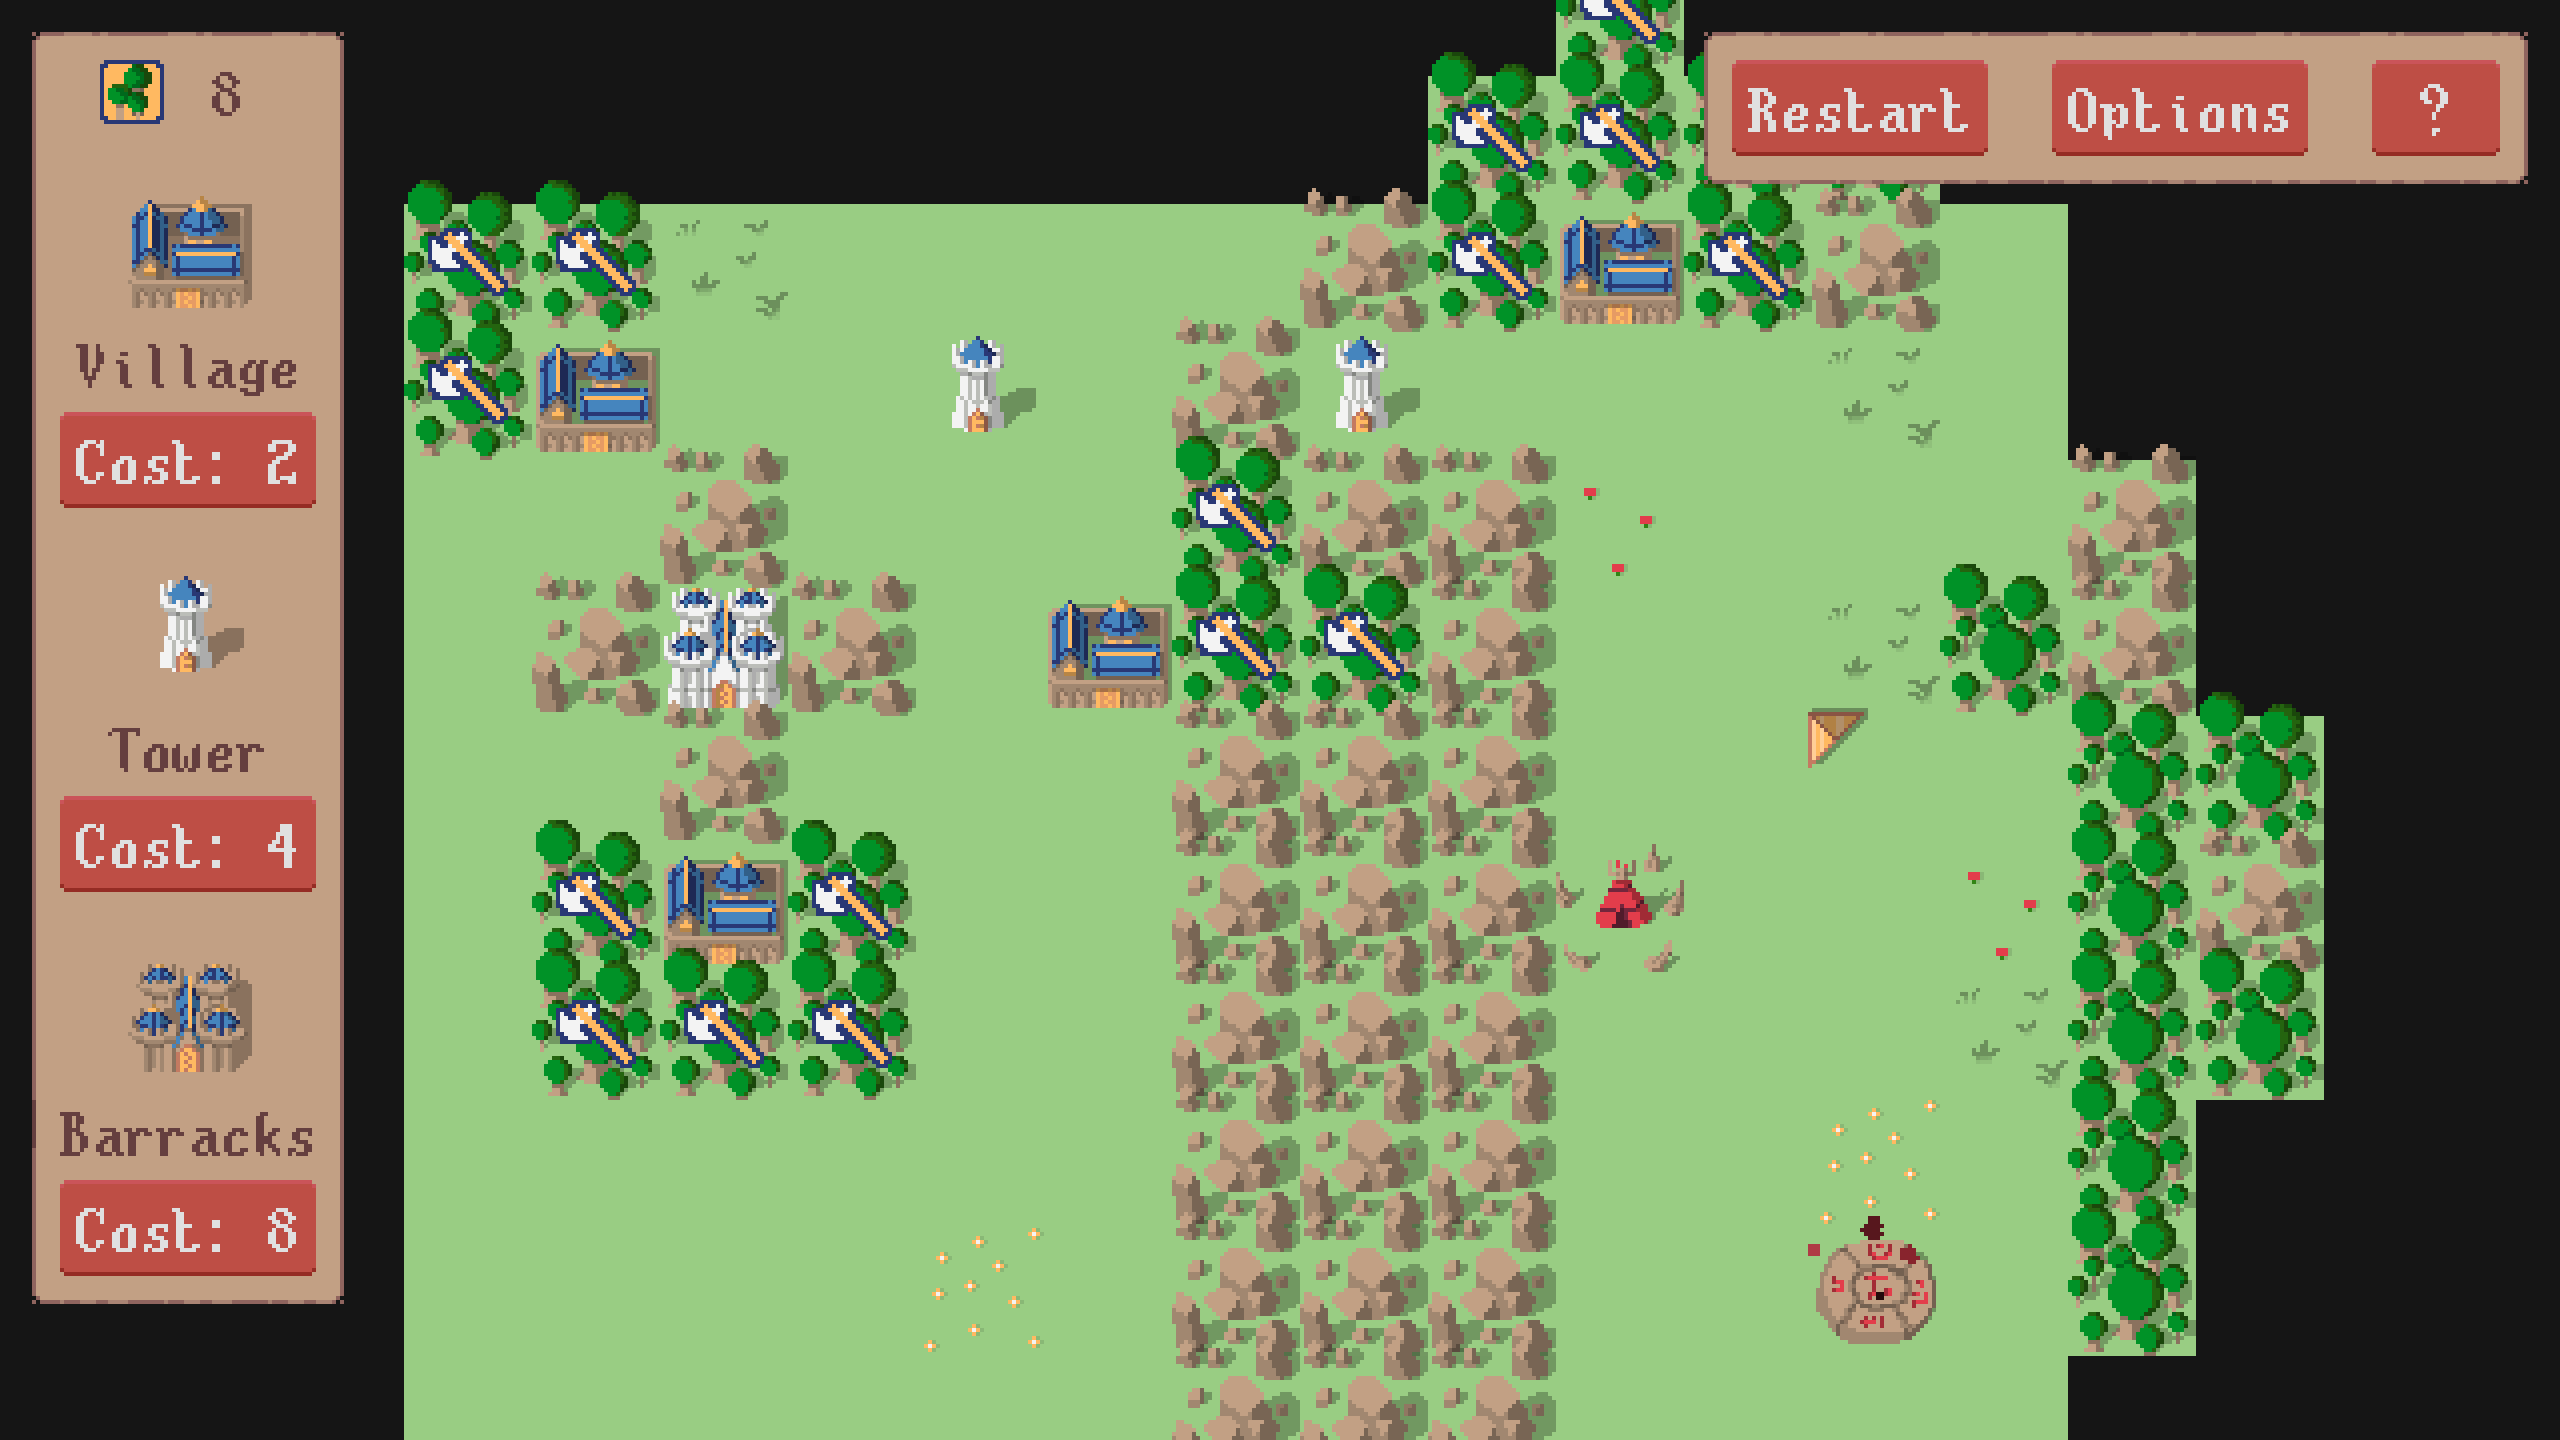 8
Village
Cost: 2
Tower
Cost: 4
Barracks
Cost: 8
Restart
Options
?